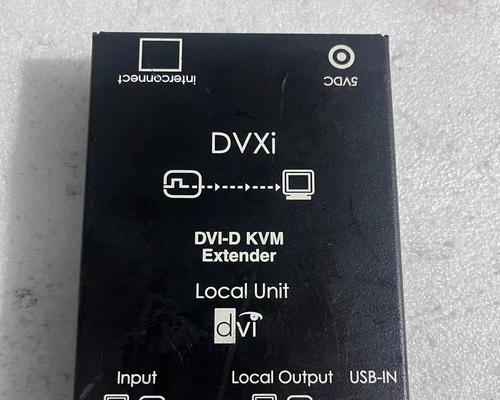 interconnect 5VDC
DVXi
DVI-D KVM
Extender
Local Unit
dvi
Input Local Output USB-IN